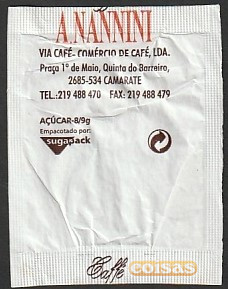 A.NANNINI
VIA CAFÉ- COMÉRCIO DE CAFÉ, LDA.
Praça 1º de Maio, Quinta do Barreiro,
2685-534 CAMARATE
TEL.:219 488 470 FAX: 219 488 479
AÇÚCAR-8/9g
Empacotado por:
sugapack
Caffé
coisas